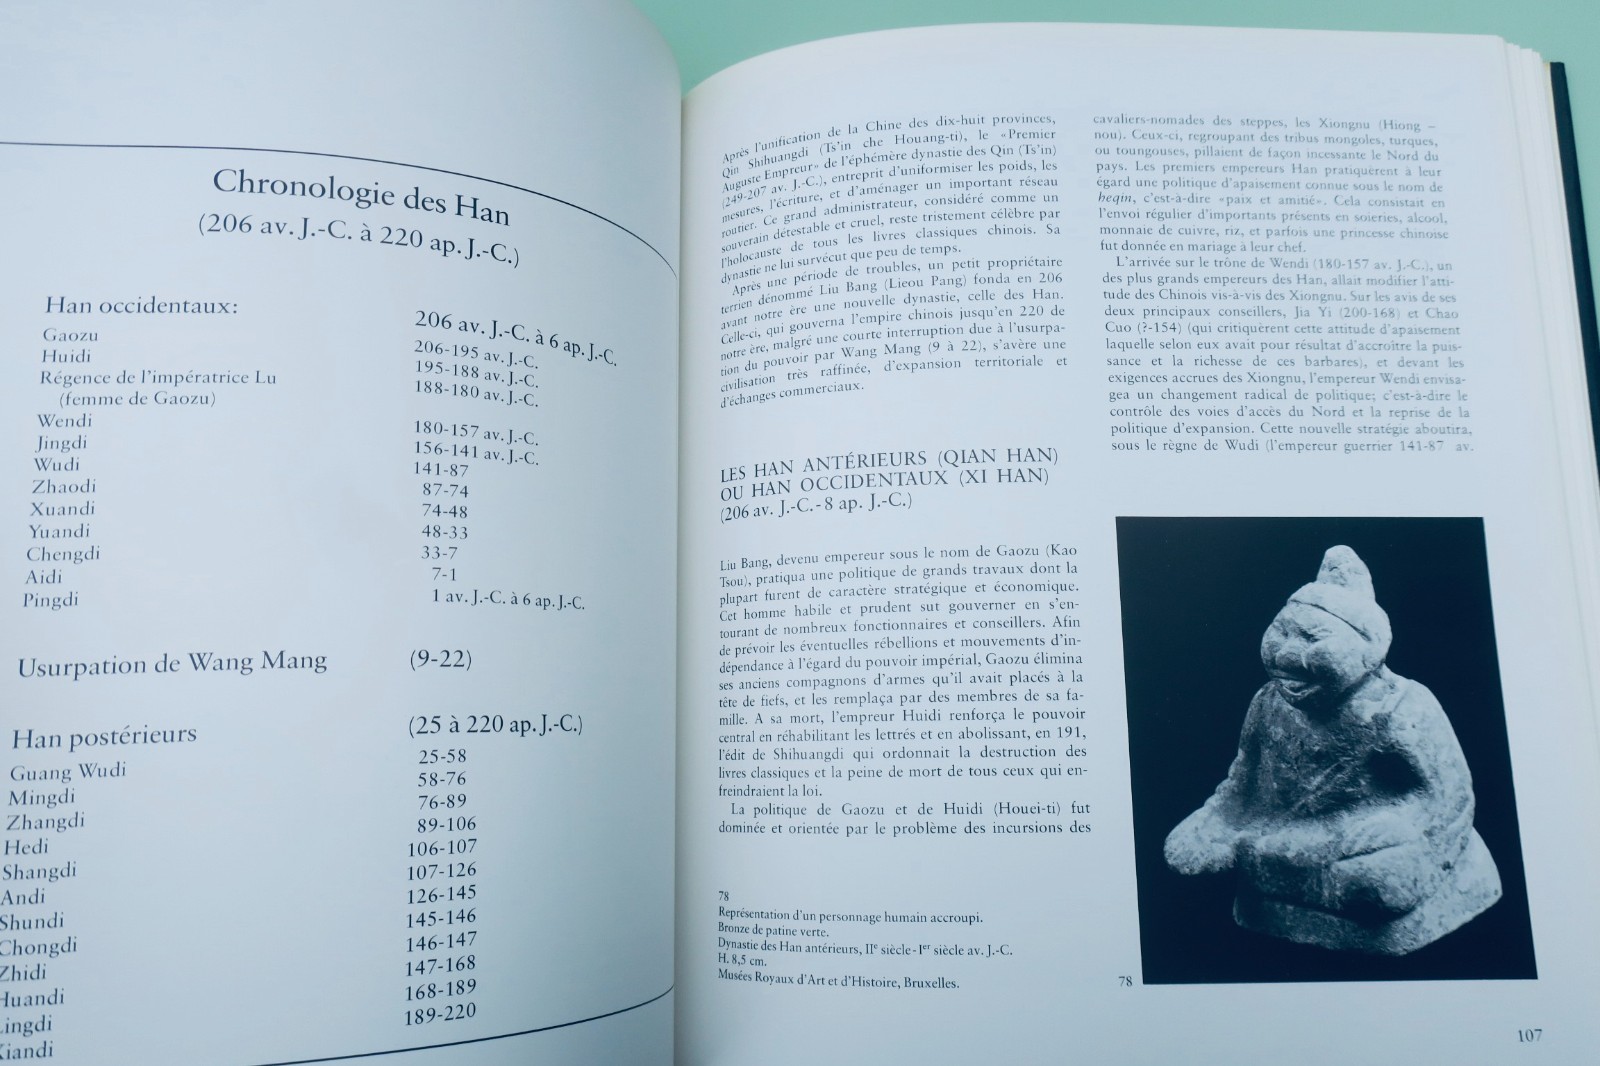 Chronologie des Han
(206 av. J.-C. à 220 ap. J.-C.)
Han occidentaux: 206 av. J.-C. à 6 ap. J.-C.
Gaozu 206-195 av. J.-C.
Huidi 195-188 av. J.-C.
Régence de l'impératrice Lu 188-180 av. J.-C.
(femme de Gaozu)
Wendi 180-157 av. J.-C.
Jingdi 156-141 av. J.-C.
Wudi 141-87
Zhaodi 87-74
Xuandi 74-48
Yuandi 48-33
Chengdi 33-7
Aidi 7-1
Pingdi 1 av. J.-C. à 6 ap. J.-C.
Usurpation de Wang Mang (9-22)
Han postérieurs (25 à 220 ap. J.-C.)
Guang Wudi 25-58
Mingdi 58-76
Zhangdi 76-89
Hedi 89-106
Shangdi 106-107
Andi 107-126
Shundi 126-145
Chongdi 145-146
Zhidi 146-147
Huandi 147-168
Lingdi 168-189
Xiandi 189-220
Après l'unification de la Chine des dix-huit provinces,
Qin Shihuangdi (Ts'in che Houang-ti), le «Premier
Auguste Empreur» de l'éphémère dynastie des Qin (Ts'in)
(249-207 av. J.-C.), entreprit d'uniformiser les poids, les
mesures, l'écriture, et d'aménager un important réseau
routier. Ce grand administrateur, considéré comme un
souverain détestable et cruel, reste tristement célèbre par
l'holocauste de tous les livres classiques chinois. Sa
dynastie ne lui survécut que peu de temps.
Après une période de troubles, un petit propriétaire
terrien dénommé Liu Bang (Lieou Pang) fonda en 206
avant notre ère une nouvelle dynastie, celle des Han.
Celle-ci, qui gouverna l'empire chinois jusqu'en 220 de
notre ère, malgré une courte interruption due à l'usurpa-
tion du pouvoir par Wang Mang (9 à 22), s'avère une
civilisation très raffinée, d'expansion territoriale et
d'échanges commerciaux.
LES HAN ANTÉRIEURS (QIAN HAN)
OU HAN OCCIDENTAUX (XI HAN)
(206 av. J.-C. - 8 ap. J.-C.)
Liu Bang, devenu empereur sous le nom de Gaozu (Kao
Tsou), pratiqua une politique de grands travaux dont la
plupart furent de caractère stratégique et économique.
Cet homme habile et prudent sut gouverner en s'en-
tourant de nombreux fonctionnaires et conseillers. Afin
de prévoir les éventuelles rébellions et mouvements d'in-
dépendance à l'égard du pouvoir impérial, Gaozu élimina
ses anciens compagnons d'armes qu'il avait placés à la
tête de fiefs, et les remplaça par des membres de sa fa-
mille. A sa mort, l'empreur Huidi renforça le pouvoir
central en réhabilitant les lettrés et en abolissant, en 191,
l'édit de Shihuangdi qui ordonnait la destruction des
livres classiques et la peine de mort de tous ceux qui en-
freindraient la loi.
La politique de Gaozu et de Huidi (Houei-ti) fut
dominée et orientée par le problème des incursions des
78
Représentation d'un personnage humain accroupi.
Bronze de patine verte.
Dynastie des Han antérieurs, IIe siècle - Ier siècle av. J.-C.
H. 8,5 cm.
Musées Royaux d'Art et d'Histoire, Bruxelles.
cavaliers-nomades des steppes, les Xiongnu (Hiong –
nou). Ceux-ci, regroupant des tribus mongoles, turques,
ou toungouses, pillaient de façon incessante le Nord du
pays. Les premiers empereurs Han pratiquèrent à leur
égard une politique d'apaisement connue sous le nom de
heqin, c'est-à-dire «paix et amitié». Cela consistait en
l'envoi régulier d'importants présents en soieries, alcool,
monnaie de cuivre, riz, et parfois une princesse chinoise
fut donnée en mariage à leur chef.
L'arrivée sur le trône de Wendi (180-157 av. J.-C.), un
des plus grands empereurs des Han, allait modifier l'atti-
tude des Chinois vis-à-vis des Xiongnu. Sur les avis de ses
deux principaux conseillers, Jia Yi (200-168) et Chao
Cuo (?-154) (qui critiquèrent cette attitude d'apaisement
laquelle selon eux avait pour résultat d'accroître la puis-
sance et la richesse de ces barbares), et devant les
exigences accrues des Xiongnu, l'empereur Wendi envisa-
gea un changement radical de politique; c'est-à-dire le
contrôle des voies d'accès du Nord et la reprise de la
politique d'expansion. Cette nouvelle stratégie aboutira,
sous le règne de Wudi (l'empereur guerrier 141-87 av.
78
107